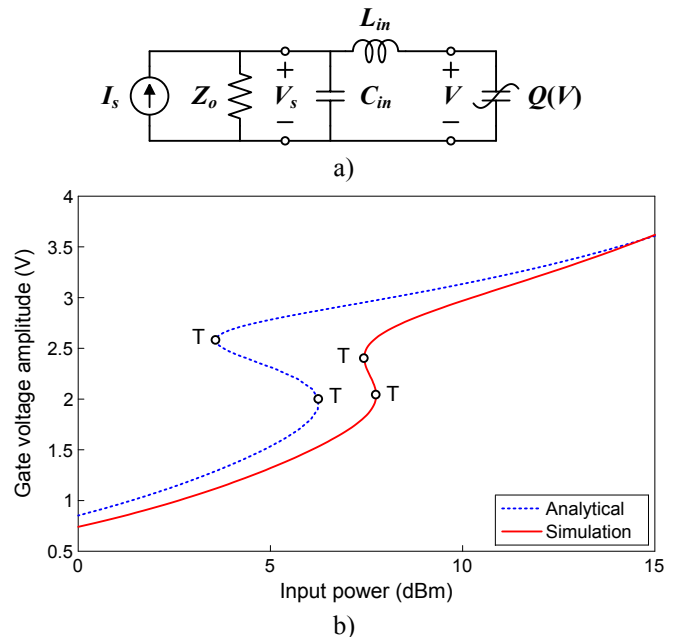 L_in
I_s Z_o + V_s − C_in + V − Q(V)
a)
4
3.5
3
2.5
2
1.5
1
0.5
Gate voltage amplitude (V)
T
T
T
T
Analytical
Simulation
0 5 10 15
Input power (dBm)
b)